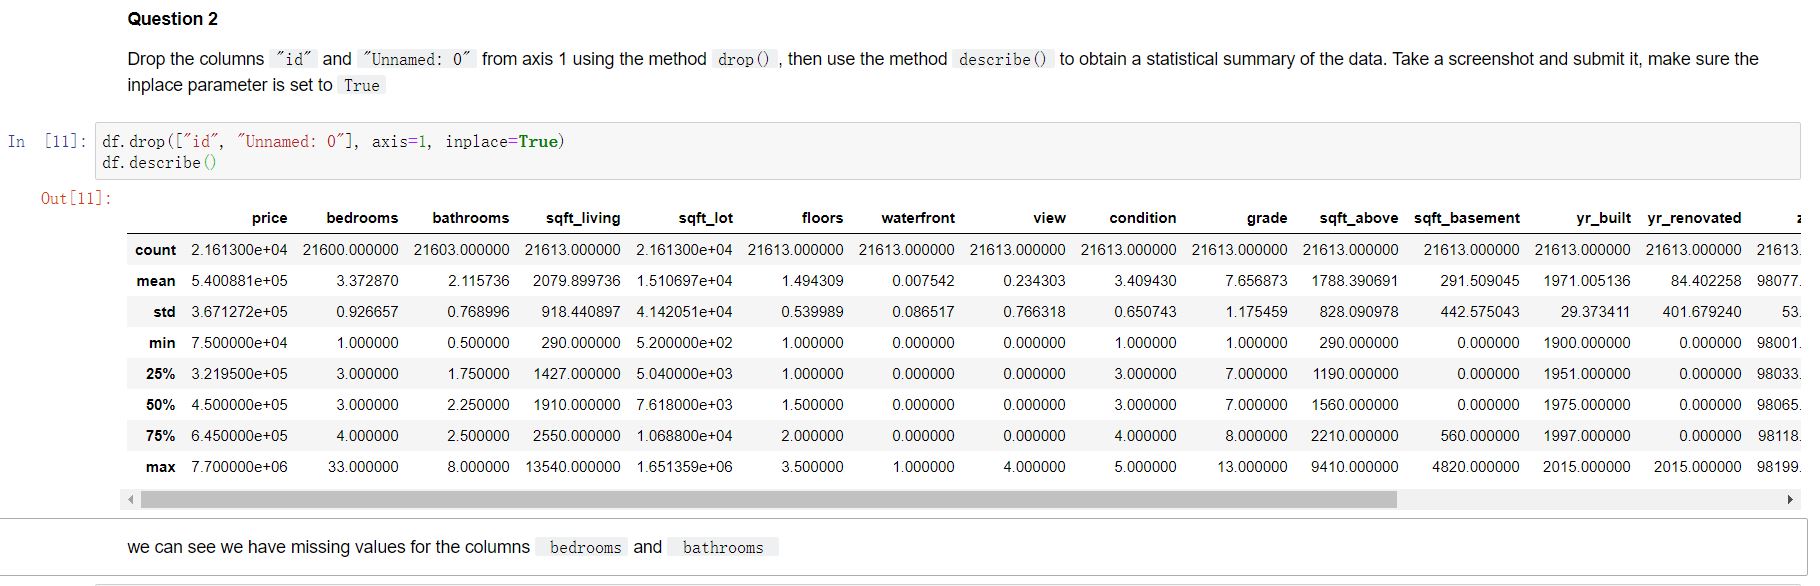 Question 2
Drop the columns "id" and "Unnamed: 0" from axis 1 using the method drop() , then use the method describe() to obtain a statistical summary of the data. Take a screenshot and submit it, make sure the
inplace parameter is set to True
In [11]: df.drop(["id", "Unnamed: 0"], axis=1, inplace=True)
df.describe()
Out[11]:
price bedrooms bathrooms sqft_living sqft_lot floors waterfront view condition grade sqft_above sqft_basement yr_built yr_renovated z
count 2.161300e+04 21600.000000 21603.000000 21613.000000 2.161300e+04 21613.000000 21613.000000 21613.000000 21613.000000 21613.000000 21613.000000 21613.000000 21613.000000 21613.000000 21613.
mean 5.400881e+05 3.372870 2.115736 2079.899736 1.510697e+04 1.494309 0.007542 0.234303 3.409430 7.656873 1788.390691 291.509045 1971.005136 84.402258 98077.
std 3.671272e+05 0.926657 0.768996 918.440897 4.142051e+04 0.539989 0.086517 0.766318 0.650743 1.175459 828.090978 442.575043 29.373411 401.679240 53.
min 7.500000e+04 1.000000 0.500000 290.000000 5.200000e+02 1.000000 0.000000 0.000000 1.000000 1.000000 290.000000 0.000000 1900.000000 0.000000 98001.
25% 3.219500e+05 3.000000 1.750000 1427.000000 5.040000e+03 1.000000 0.000000 0.000000 3.000000 7.000000 1190.000000 0.000000 1951.000000 0.000000 98033.
50% 4.500000e+05 3.000000 2.250000 1910.000000 7.618000e+03 1.500000 0.000000 0.000000 3.000000 7.000000 1560.000000 0.000000 1975.000000 0.000000 98065.
75% 6.450000e+05 4.000000 2.500000 2550.000000 1.068800e+04 2.000000 0.000000 0.000000 4.000000 8.000000 2210.000000 560.000000 1997.000000 0.000000 98118.
max 7.700000e+06 33.000000 8.000000 13540.000000 1.651359e+06 3.500000 1.000000 4.000000 5.000000 13.000000 9410.000000 4820.000000 2015.000000 2015.000000 98199.
we can see we have missing values for the columns bedrooms and bathrooms